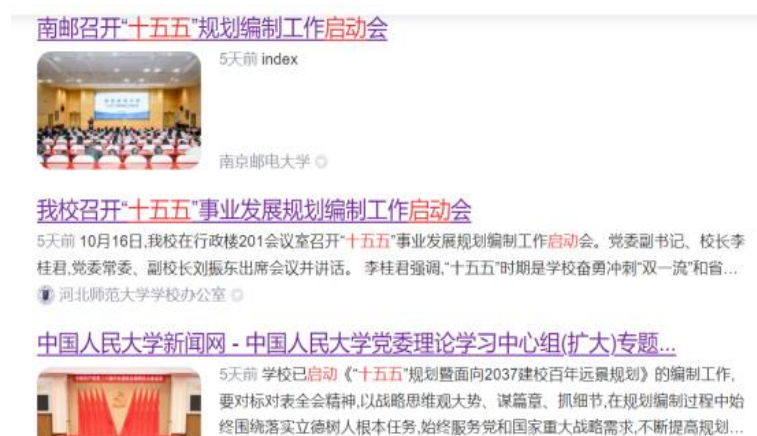 南邮召开“十五五”规划编制工作启动会
5天前 index
南京邮电大学
我校召开“十五五”事业发展规划编制工作启动会
5天前 10月16日,我校在行政楼201会议室召开“十五五”事业发展规划编制工作启动会。党委副书记、校长李
桂君,党委常委、副校长刘振东出席会议并讲话。 李桂君强调,“十五五”时期是学校奋勇冲刺“双一流”和省...
河北师范大学学校办公室
中国人民大学新闻网 - 中国人民大学党委理论学习中心组(扩大)专题...
5天前 学校已启动《“十五五”规划暨面向2037建校百年远景规划》的编制工作,
要对标对表全会精神,以战略思维观大势、谋篇章、抓细节,在规划编制过程中始
终围绕落实立德树人根本任务,始终服务党和国家重大战略需求,不断提高规划...